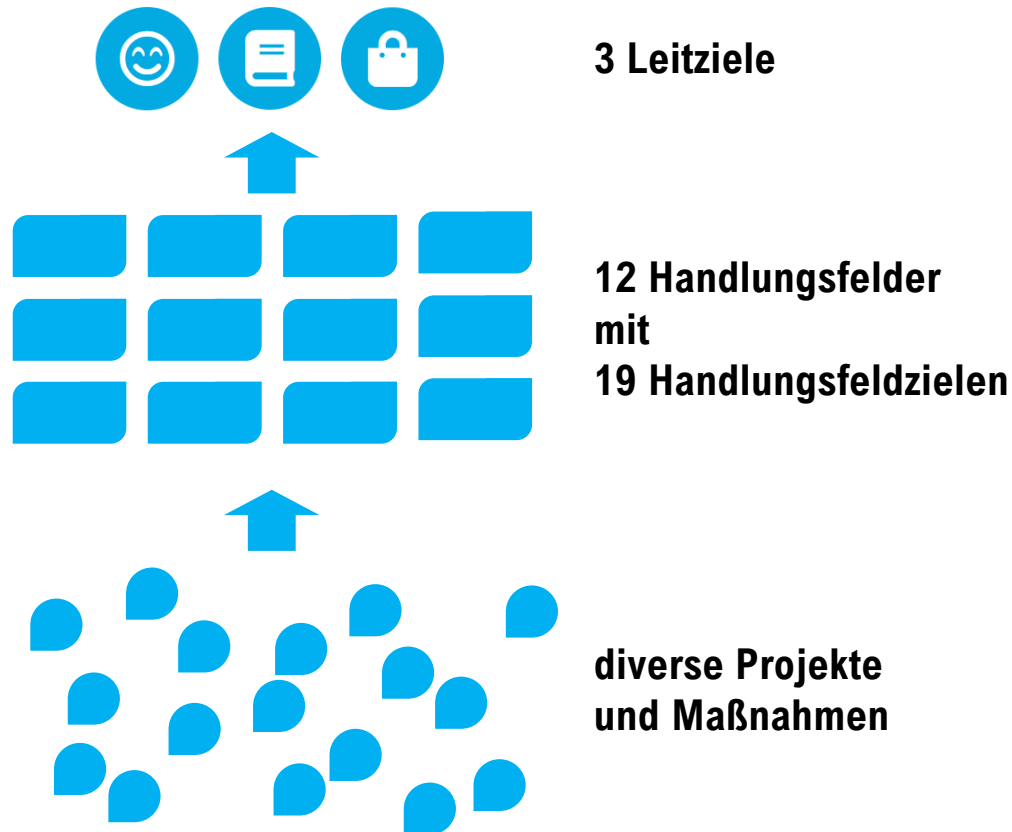 3 Leitziele
12 Handlungsfelder
mit
19 Handlungsfeldzielen
diverse Projekte
und Maßnahmen